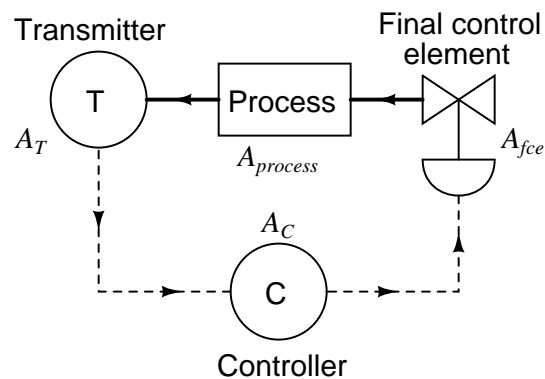 Transmitter
Final control
element
T
Process
A_T
A_process
A_fce
A_C
C
Controller